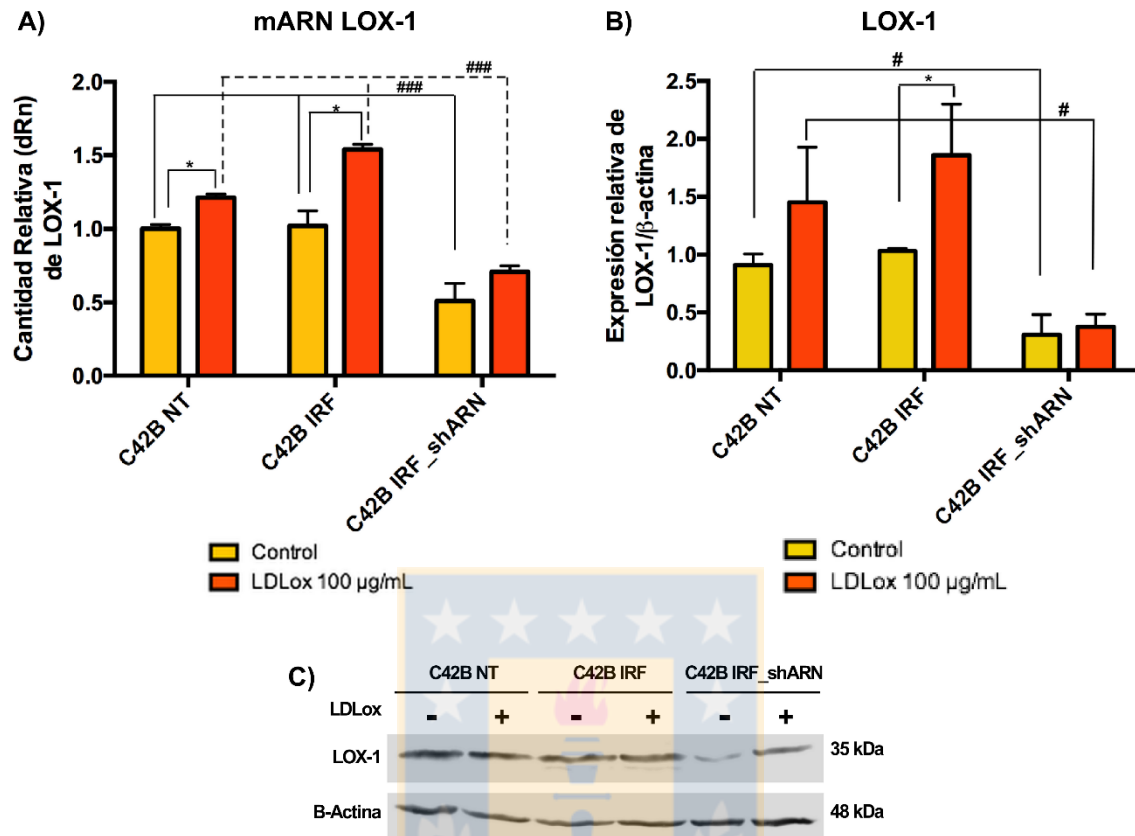 A)
mARN LOX-1
Cantidad Relativa (dRn)
de LOX-1
2.0
1.5
1.0
0.5
0.0
###
###
*
*
C42B NT
C42B IRF
C42B IRF_shARN
Control
LDLox 100 µg/mL
B)
LOX-1
Expresión relativa de
LOX-1/β-actina
2.5
2.0
1.5
1.0
0.5
0.0
#
*
#
C42B NT
C42B IRF
C42B IRF_shARN
Control
LDLox 100 µg/mL
C)
C42B NT C42B IRF C42B IRF_shARN
LDLox - + - + - +
LOX-1 35 kDa
B-Actina 48 kDa